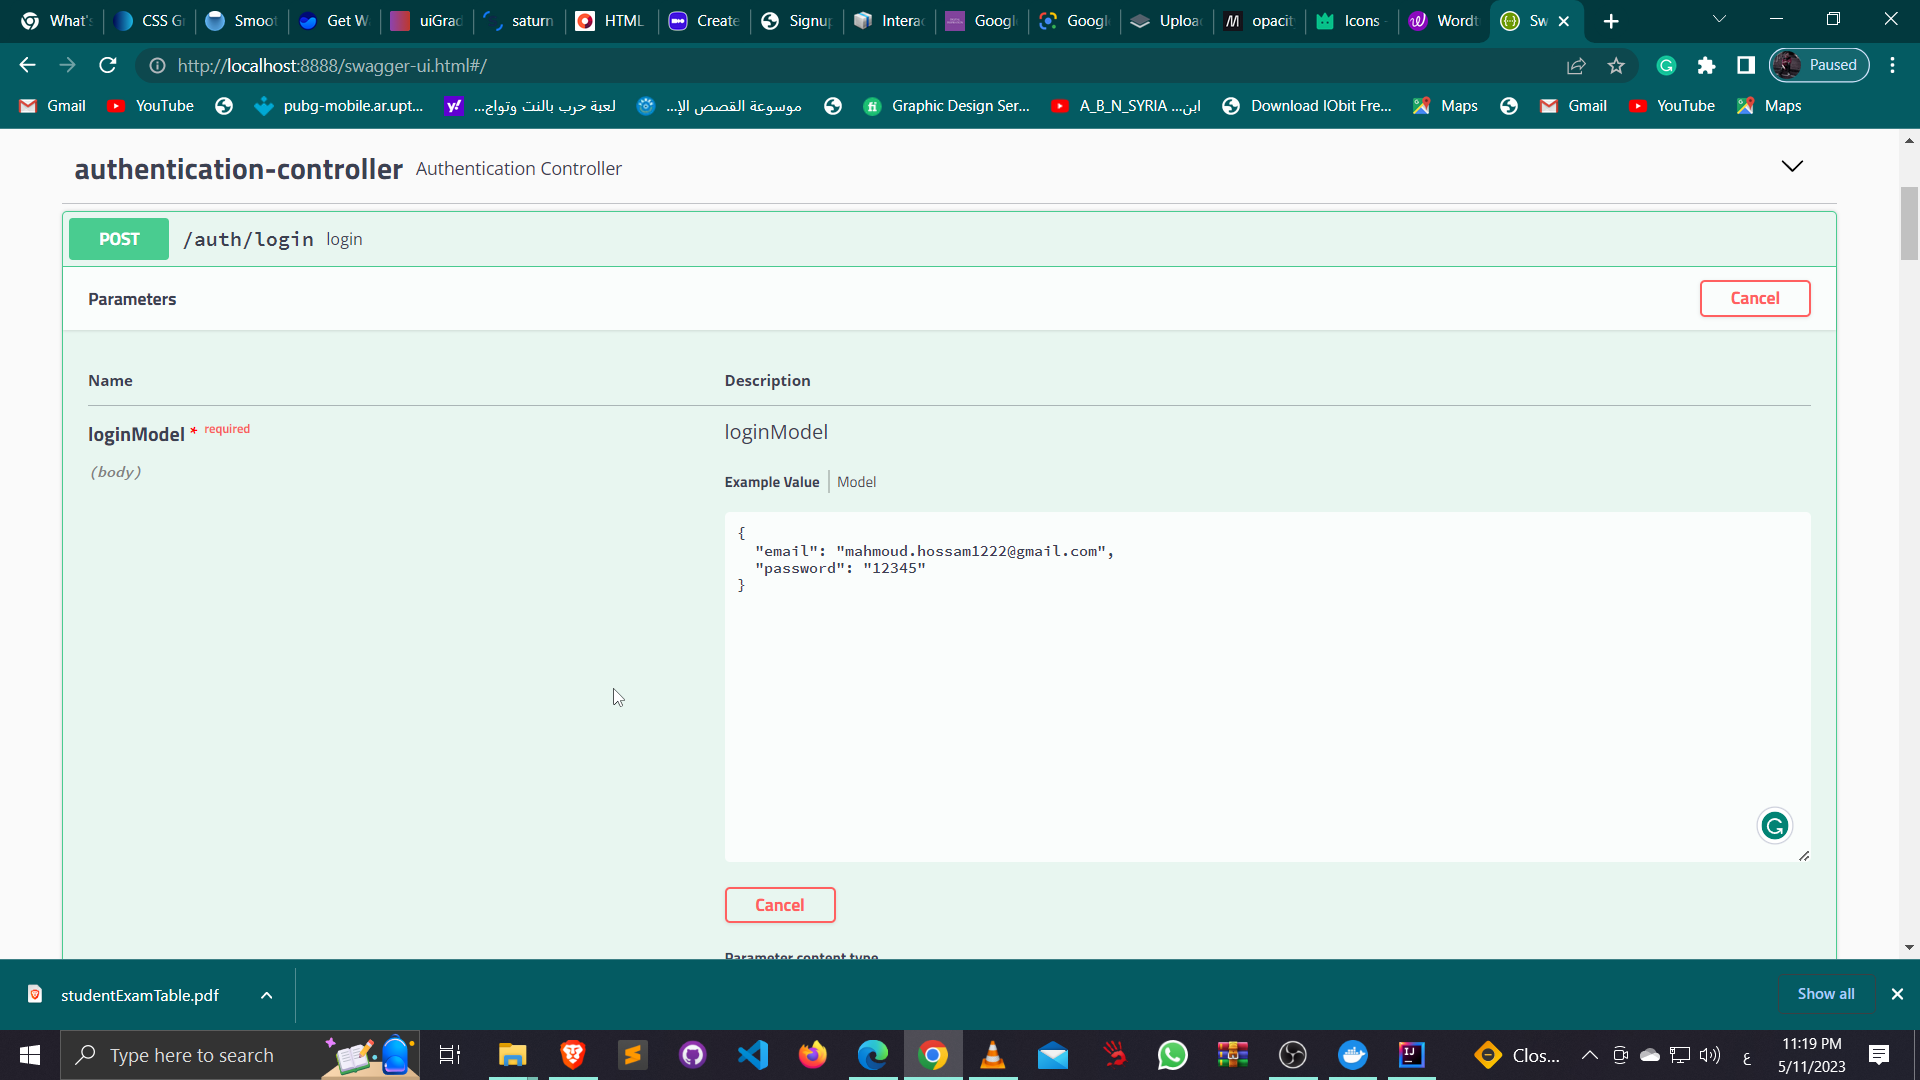 What's
CSS Gr
Smoot
Get Wa
uiGrad
saturn
HTML
Create
Signup
Interac
Google
Google
Upload
opacit
Icons -
Wordt
Sw
http://localhost:8888/swagger-ui.html#/
Paused
Gmail
YouTube
pubg-mobile.ar.upt...
لعبة حرب بالنت وتواج...
موسوعة القصص الإ...
Graphic Design Ser...
A_B_N_SYRIA ...ابن
Download IObit Fre...
Maps
Gmail
YouTube
Maps
authentication-controller Authentication Controller
POST /auth/login login
Parameters
Cancel
Name
Description
loginModel * required
(body)
loginModel
Example Value
Model
{
"email": "mahmoud.hossam1222@gmail.com",
"password": "12345"
}
Cancel
Parameter content type
studentExamTable.pdf
Show all
Type here to search
Clos...
ع
11:19 PM
5/11/2023